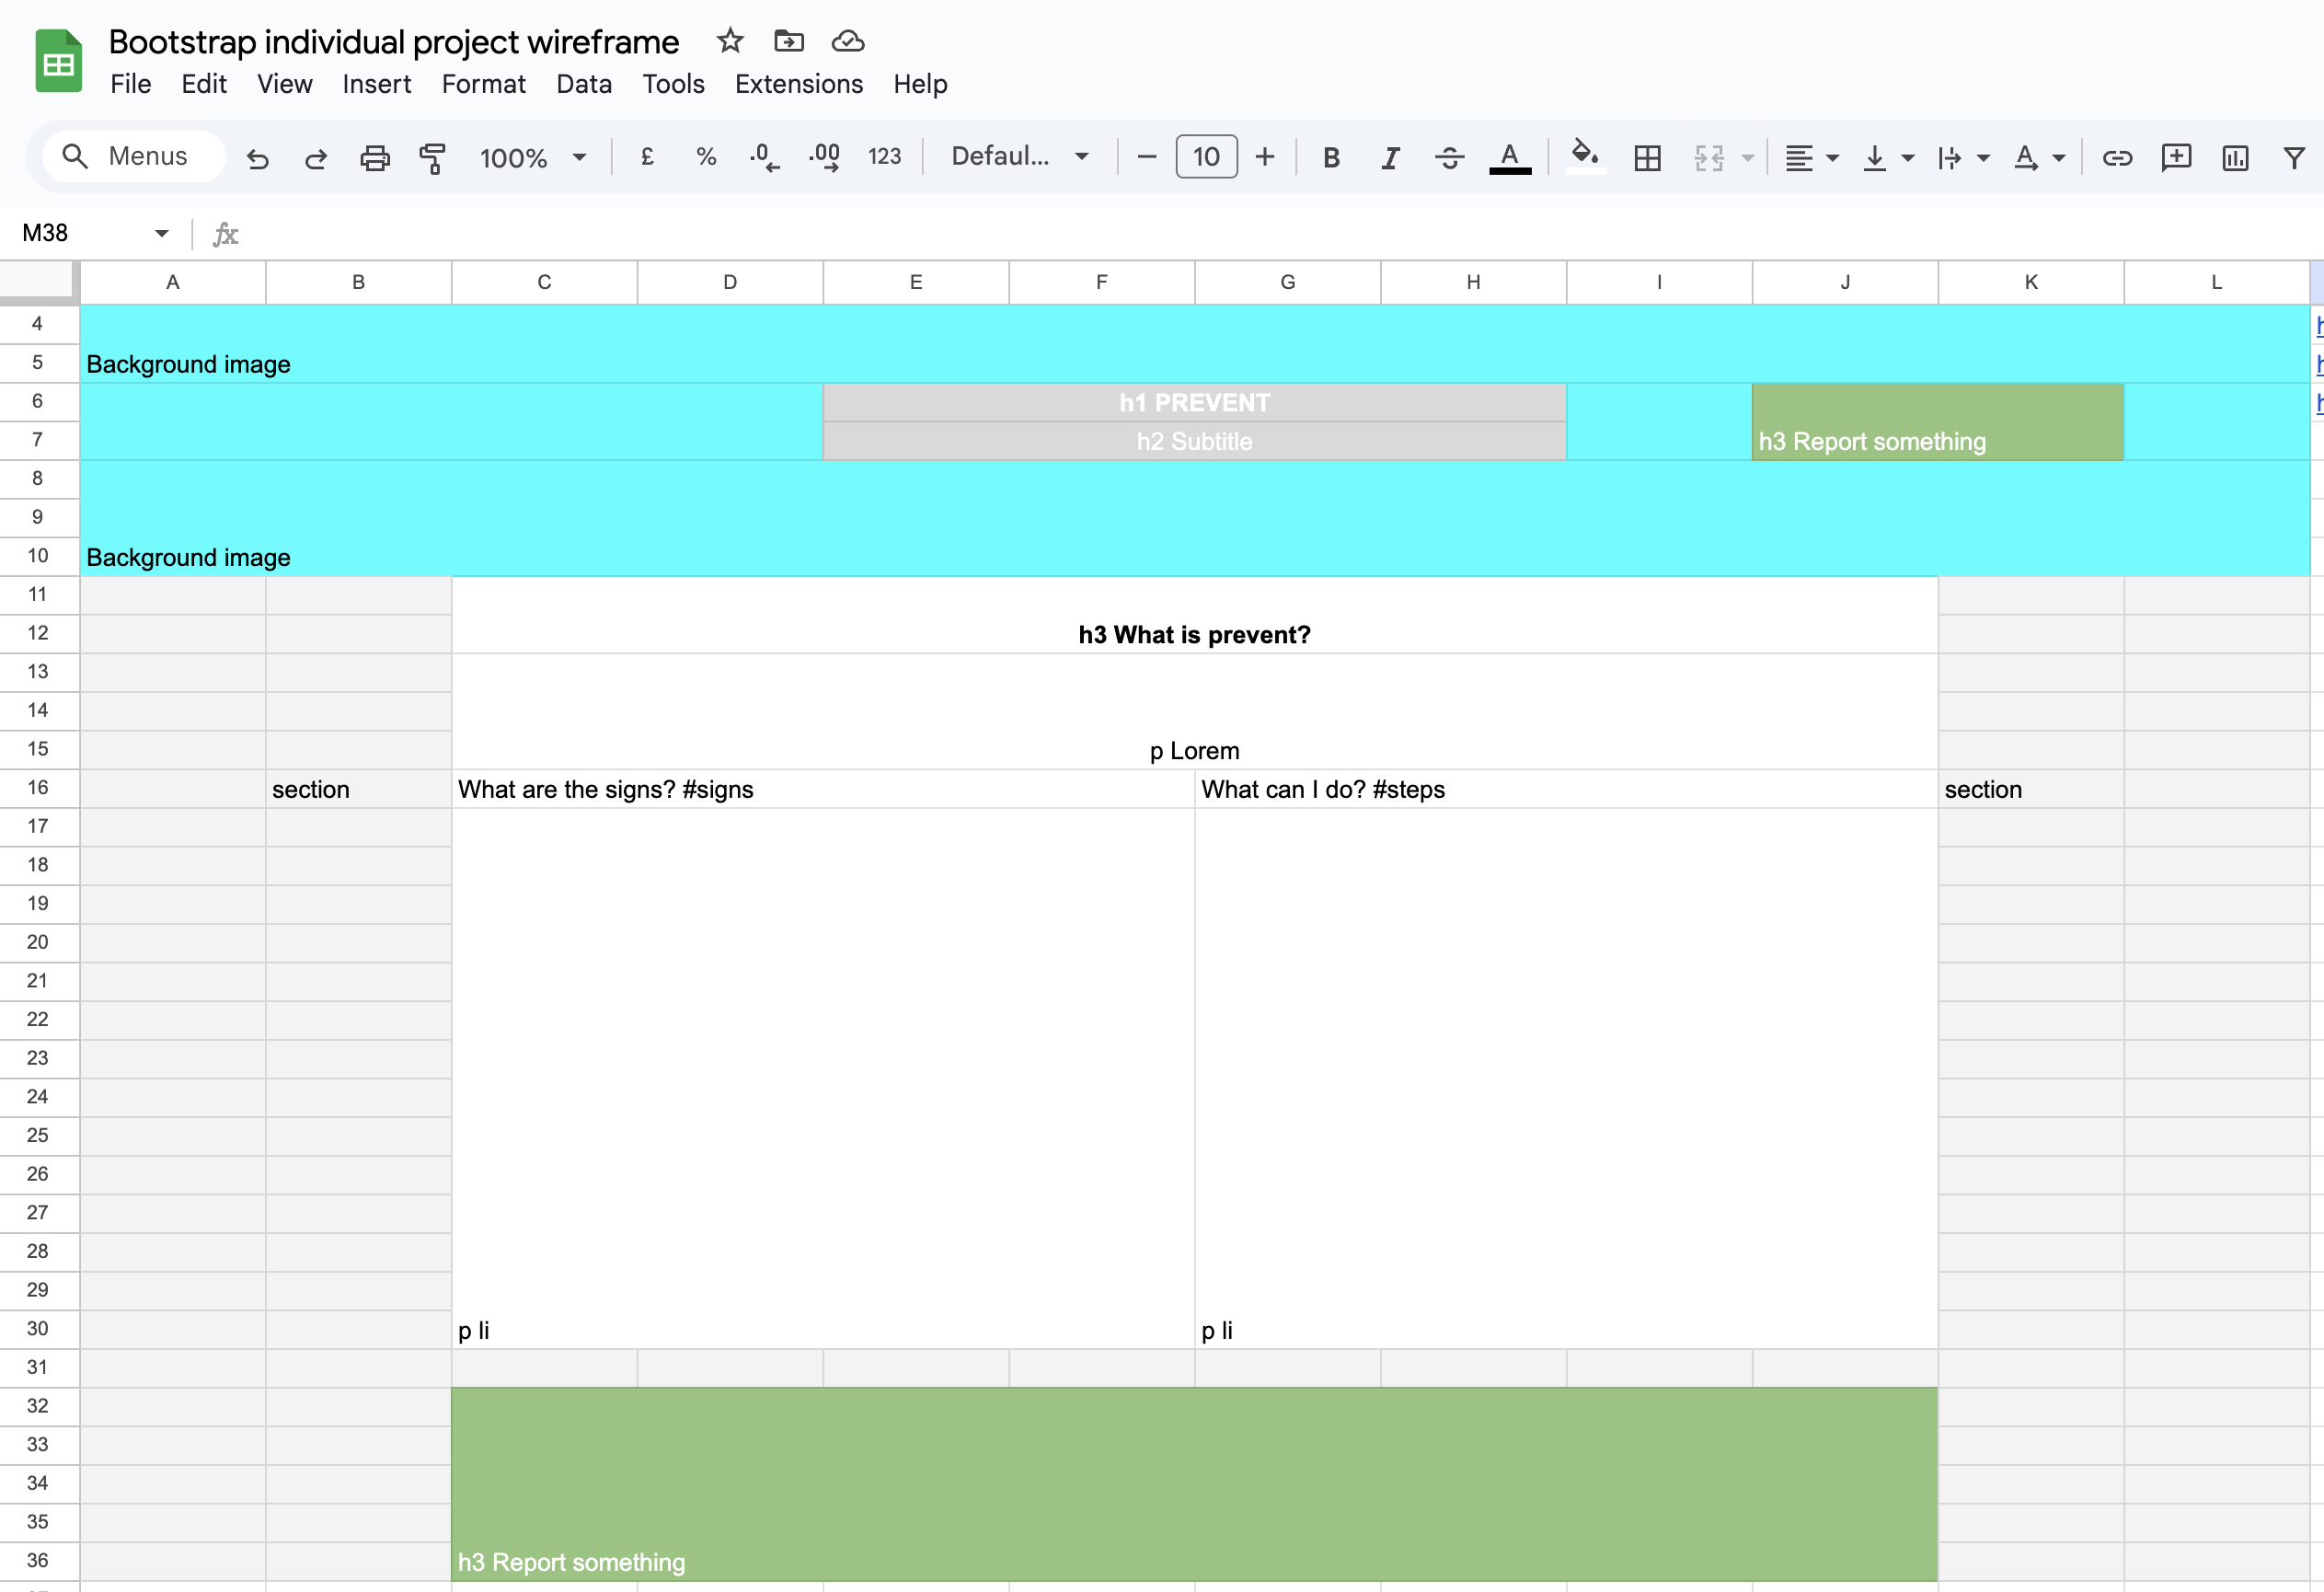 Bootstrap individual project wireframe
File Edit View Insert Format Data Tools Extensions Help
Menus 100% £ % .0 .00 123 Defaul... 10 B I A A
M38 fx
A B C D E F G H I J K L
4
5 Background image
6 h1 PREVENT
7 h2 Subtitle h3 Report something
8
9
10 Background image
11
12 h3 What is prevent?
13
14
15 p Lorem
16 section What are the signs? #signs What can I do? #steps section
17
18
19
20
21
22
23
24
25
26
27
28
29
30 p li p li
31
32
33
34
35
36 h3 Report something